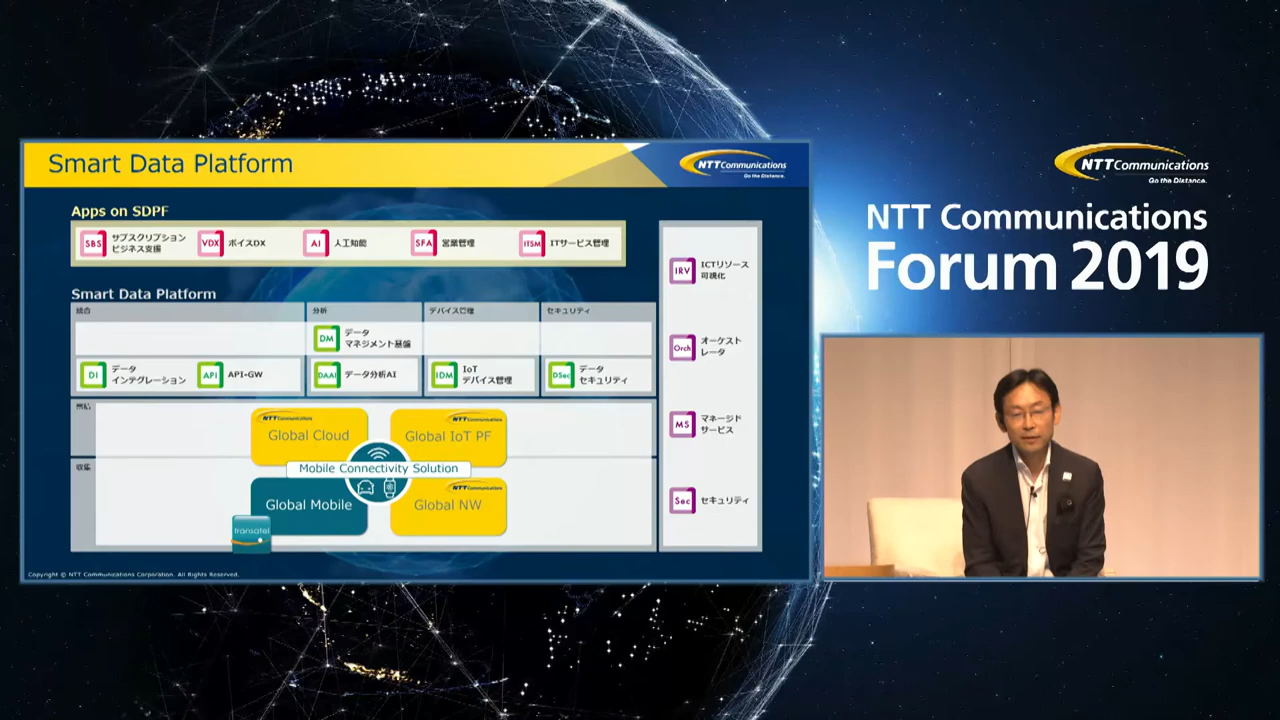 Smart Data Platform
NTT Communications
Go the Distance.
Apps on SDPF
SBS
サブスクリプション
ビジネス支援
VDX
ボイスDX
AI
人工知能
SFA
営業管理
ITSM
ITサービス管理
Smart Data Platform
統合
分析
デバイス管理
セキュリティ
DM
データ
マネジメント基盤
DI
データ
インテグレーション
API
API-GW
DAAI
データ分析AI
IDM
IoT
デバイス管理
DSec
データ
セキュリティ
収集
NTT Communications
Global Cloud
NTT Communications
Global IoT PF
Mobile Connectivity Solution
Global Mobile
NTT Communications
Global NW
transatel
IRV
ICTリソース
可視化
Orch
オーケスト
レータ
MS
マネージド
サービス
Sec
セキュリティ
Copyright © NTT Communications Corporation. All Rights Reserved.
NTT Communications
Go the Distance.
NTT Communications
Forum 2019